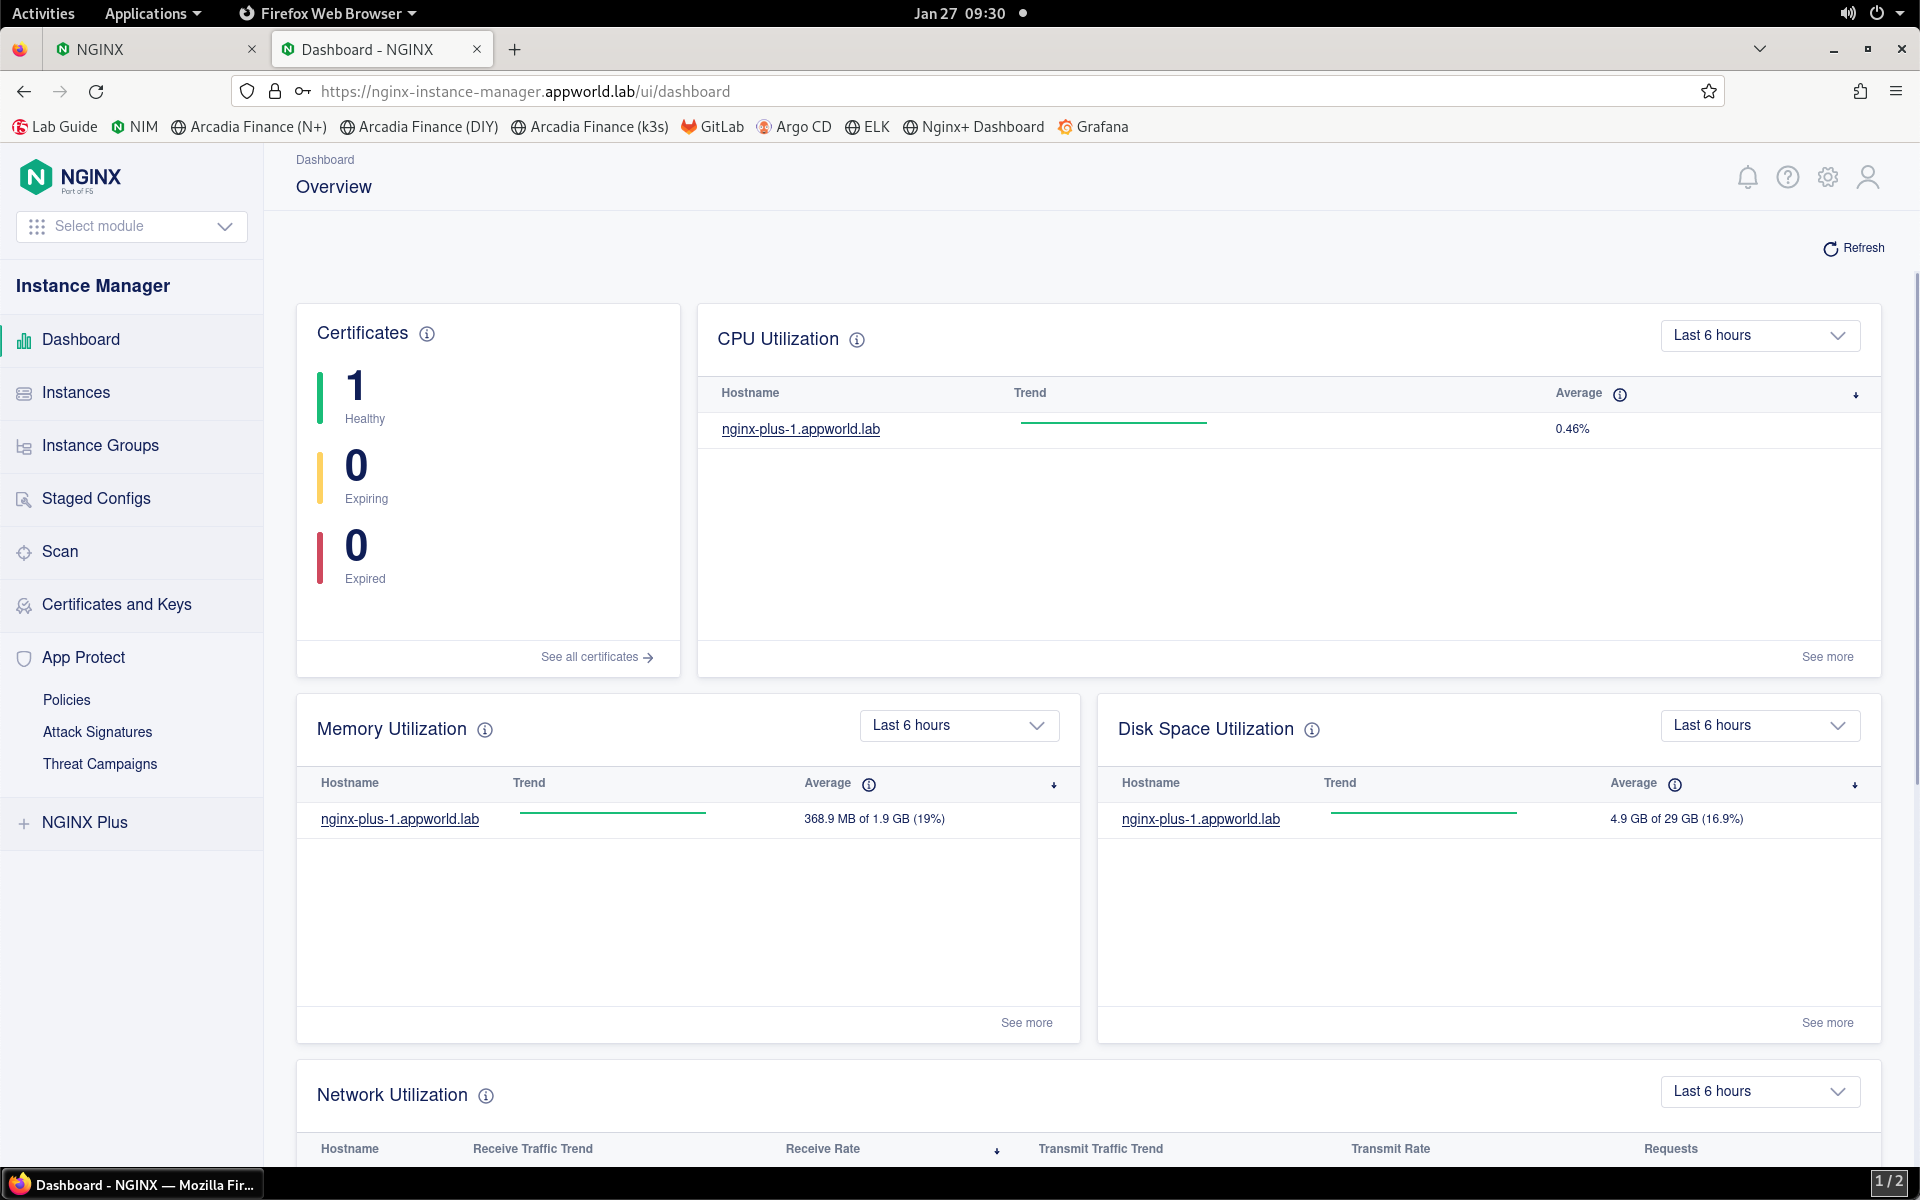 Activities Applications Firefox Web Browser Jan 27 09:30
NGINX Dashboard - NGINX
https://nginx-instance-manager.appworld.lab/ui/dashboard
Lab Guide NIM Arcadia Finance (N+) Arcadia Finance (DIY) Arcadia Finance (k3s) GitLab Argo CD ELK Nginx+ Dashboard Grafana
NGINX
Part of F5
Select module
Instance Manager
Dashboard
Instances
Instance Groups
Staged Configs
Scan
Certificates and Keys
App Protect
Policies
Attack Signatures
Threat Campaigns
NGINX Plus
Dashboard
Overview
Refresh
Certificates
1
Healthy
0
Expiring
0
Expired
See all certificates
CPU Utilization Last 6 hours
Hostname Trend Average
nginx-plus-1.appworld.lab 0.46%
See more
Memory Utilization Last 6 hours
Hostname Trend Average
nginx-plus-1.appworld.lab 368.9 MB of 1.9 GB (19%)
See more
Disk Space Utilization Last 6 hours
Hostname Trend Average
nginx-plus-1.appworld.lab 4.9 GB of 29 GB (16.9%)
See more
Network Utilization Last 6 hours
Hostname Receive Traffic Trend Receive Rate Transmit Traffic Trend Transmit Rate Requests
Dashboard - NGINX — Mozilla Fir... 1 / 2